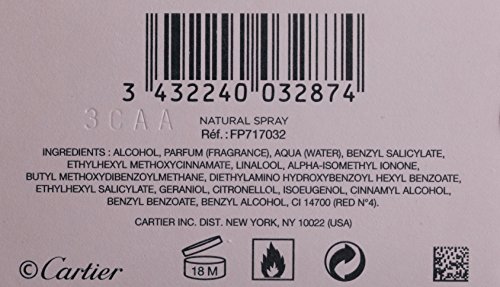 3 432240 032874
3CAA
NATURAL SPRAY
Réf.: FP717032
INGREDIENTS : ALCOHOL, PARFUM (FRAGRANCE), AQUA (WATER), BENZYL SALICYLATE,
ETHYLHEXYL METHOXYCINNAMATE, LINALOOL, ALPHA-ISOMETHYL IONONE,
BUTYL METHOXYDIBENZOYLMETHANE, DIETHYLAMINO HYDROXYBENZOYL HEXYL BENZOATE,
ETHYLHEXYL SALICYLATE, GERANIOL, CITRONELLOL, ISOEUGENOL, CINNAMYL ALCOHOL,
BENZYL BENZOATE, BENZYL ALCOHOL, CI 14700 (RED N°4).
CARTIER INC. DIST. NEW YORK, NY 10022 (USA)
©Cartier
18 M